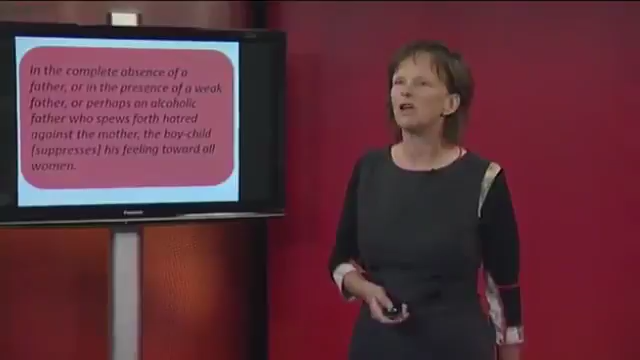 In the complete absence of a
father, or in the presence of a weak
father, or perhaps an alcoholic
father who spews forth hatred
against the mother, the boy-child
[suppresses] his feeling toward all
women.
Panasonic